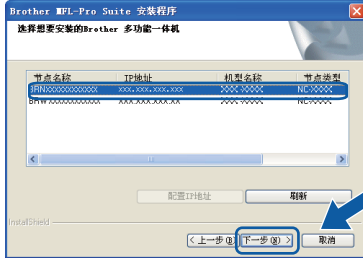 Brother MFL-Pro Suite 安装程序
选择想要安装的Brother 多功能一体机
节点名称 IP地址 机型名称 节点类型
BRNXXXXXXXXXXXX XXX.XXX.XXX.XXX XXX-XXXX NC-XXXX
BRWXXXXXXXXXXXX XXX.XXX.XXX.XX XXX-XXXX NC-XXXX
配置IP地址 刷新
InstallShield
< 上一步(B) 下一步(N) > 取消